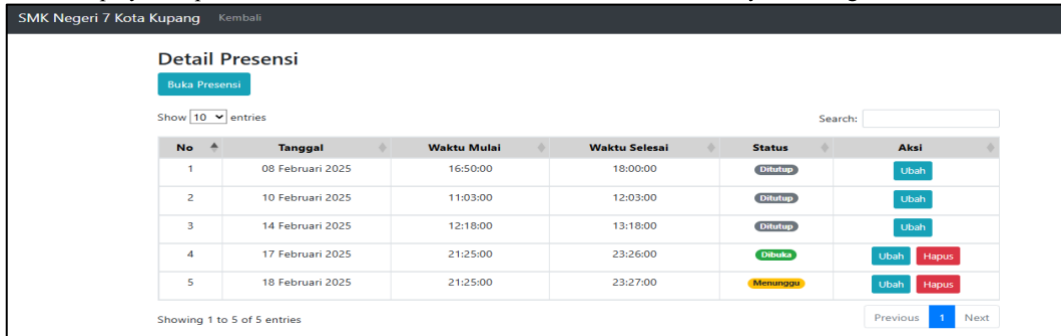 SMK Negeri 7 Kota Kupang Kembali
Detail Presensi
Buka Presensi
Show 10 entries Search:
No Tanggal Waktu Mulai Waktu Selesai Status Aksi
1 08 Februari 2025 16:50:00 18:00:00 Ditutup Ubah
2 10 Februari 2025 11:03:00 12:03:00 Ditutup Ubah
3 14 Februari 2025 12:18:00 13:18:00 Ditutup Ubah
4 17 Februari 2025 21:25:00 23:26:00 Dibuka Ubah Hapus
5 18 Februari 2025 21:25:00 23:27:00 Menunggu Ubah Hapus
Showing 1 to 5 of 5 entries Previous 1 Next